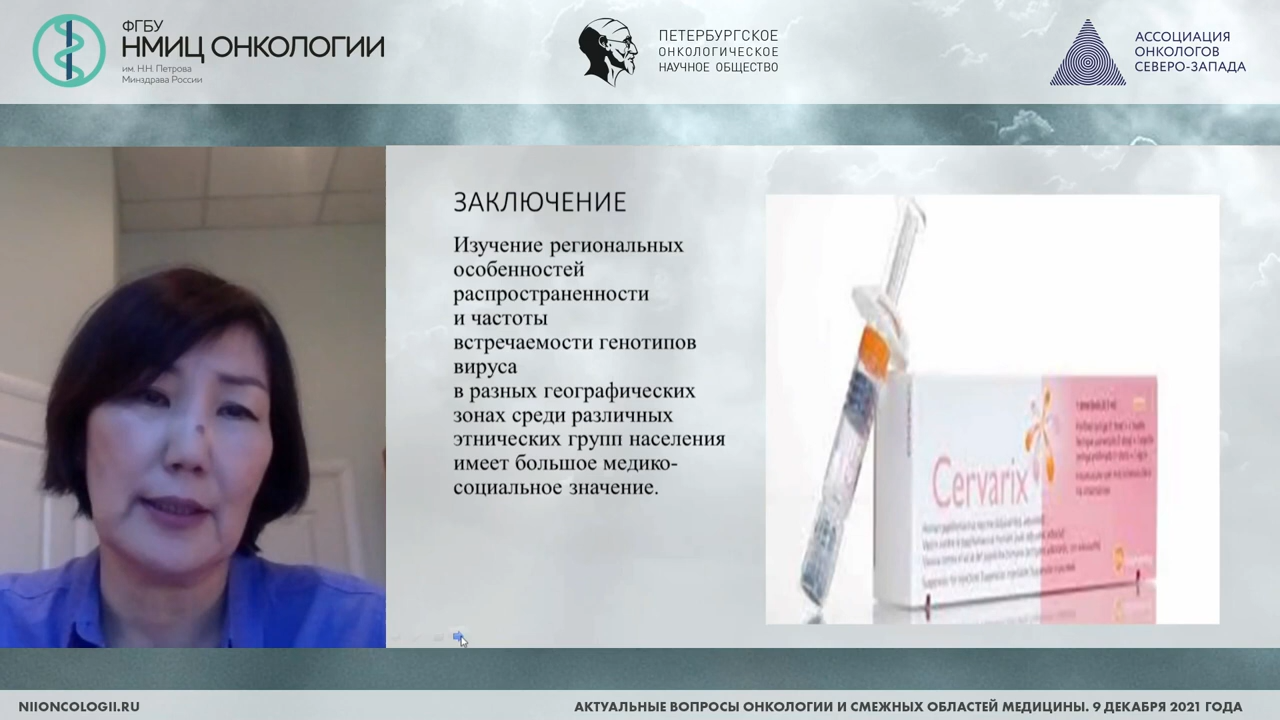 ФГБУ
НМИЦ ОНКОЛОГИИ
им. Н.Н. Петрова
Минздрава России
ПЕТЕРБУРГСКОЕ
ОНКОЛОГИЧЕСКОЕ
НАУЧНОЕ ОБЩЕСТВО
АССОЦИАЦИЯ
ОНКОЛОГОВ
СЕВЕРО-ЗАПАДА
ЗАКЛЮЧЕНИЕ
Изучение региональных
особенностей
распространенности
и частоты
встречаемости генотипов
вируса
в разных географических
зонах среди различных
этнических групп населения
имеет большое медико-
социальное значение.
Cervarix
NIIONCOLOGII.RU
АКТУАЛЬНЫЕ ВОПРОСЫ ОНКОЛОГИИ И СМЕЖНЫХ ОБЛАСТЕЙ МЕДИЦИНЫ. 9 ДЕКАБРЯ 2021 ГОДА